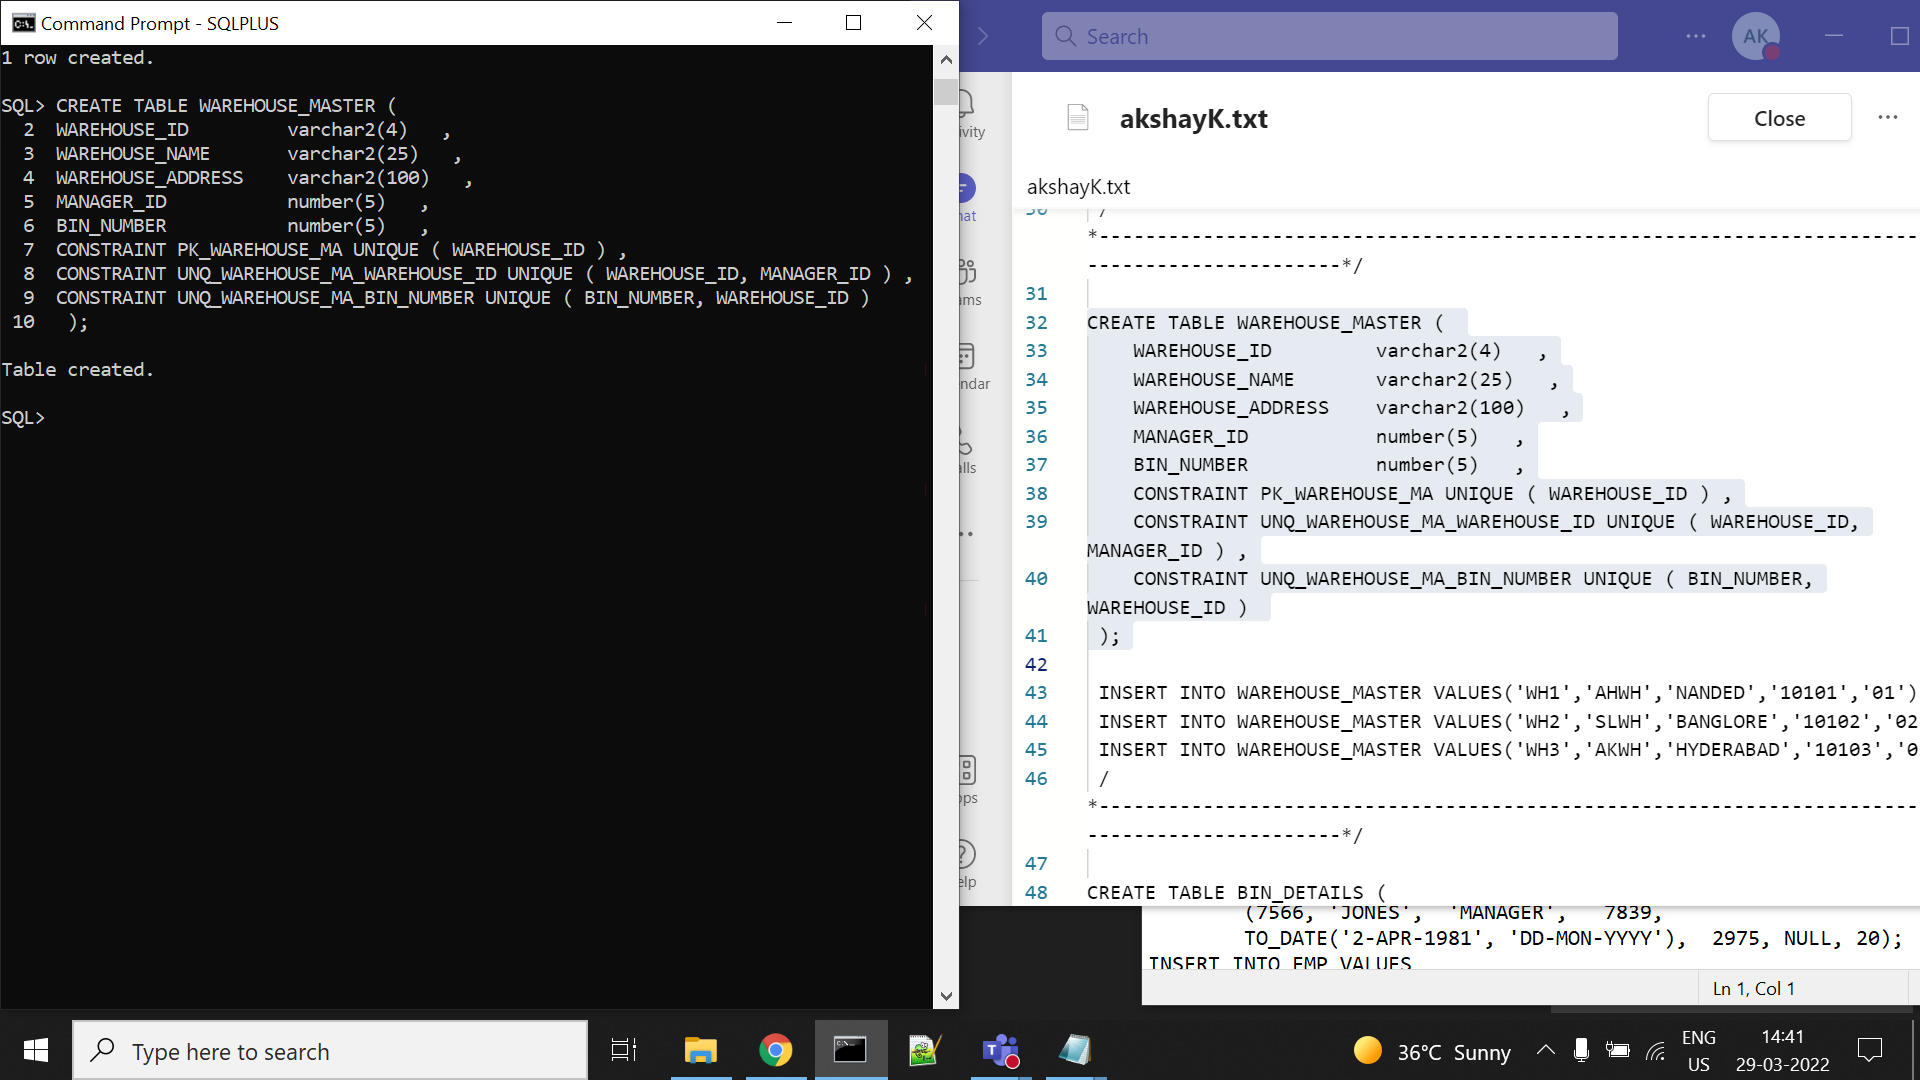 Command Prompt - SQLPLUS
1 row created.
SQL> CREATE TABLE WAREHOUSE_MASTER (
2 WAREHOUSE_ID varchar2(4) ,
3 WAREHOUSE_NAME varchar2(25) ,
4 WAREHOUSE_ADDRESS varchar2(100) ,
5 MANAGER_ID number(5) ,
6 BIN_NUMBER number(5) ,
7 CONSTRAINT PK_WAREHOUSE_MA UNIQUE ( WAREHOUSE_ID ) ,
8 CONSTRAINT UNQ_WAREHOUSE_MA_WAREHOUSE_ID UNIQUE ( WAREHOUSE_ID, MANAGER_ID ) ,
9 CONSTRAINT UNQ_WAREHOUSE_MA_BIN_NUMBER UNIQUE ( BIN_NUMBER, WAREHOUSE_ID )
10 );
Table created.
SQL>
Search
AK
ivity
hat
ams
ndar
alls
ops
elp
akshayK.txt
Close
akshayK.txt
30 /
*-----------------------------------------------------------------------
----------------------*/
31
32 CREATE TABLE WAREHOUSE_MASTER (
33 WAREHOUSE_ID varchar2(4) ,
34 WAREHOUSE_NAME varchar2(25) ,
35 WAREHOUSE_ADDRESS varchar2(100) ,
36 MANAGER_ID number(5) ,
37 BIN_NUMBER number(5) ,
38 CONSTRAINT PK_WAREHOUSE_MA UNIQUE ( WAREHOUSE_ID ) ,
39 CONSTRAINT UNQ_WAREHOUSE_MA_WAREHOUSE_ID UNIQUE ( WAREHOUSE_ID,
MANAGER_ID ) ,
40 CONSTRAINT UNQ_WAREHOUSE_MA_BIN_NUMBER UNIQUE ( BIN_NUMBER,
WAREHOUSE_ID )
41 );
42
43 INSERT INTO WAREHOUSE_MASTER VALUES('WH1','AHWH','NANDED','10101','01')
44 INSERT INTO WAREHOUSE_MASTER VALUES('WH2','SLWH','BANGLORE','10102','02
45 INSERT INTO WAREHOUSE_MASTER VALUES('WH3','AKWH','HYDERABAD','10103','0
46 /
*-----------------------------------------------------------------------
----------------------*/
47
48 CREATE TABLE BIN_DETAILS (
(7566, 'JONES', 'MANAGER', 7839,
TO_DATE('2-APR-1981', 'DD-MON-YYYY'), 2975, NULL, 20);
INSERT INTO EMP VALUES
Ln 1, Col 1
Type here to search
36°C Sunny
ENG
US
14:41
29-03-2022